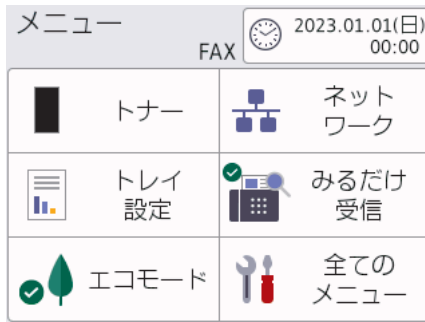 メニュー
FAX
2023.01.01(日)
00:00
トナー
ネット
ワーク
トレイ
設定
みるだけ
受信
エコモード
全ての
メニュー